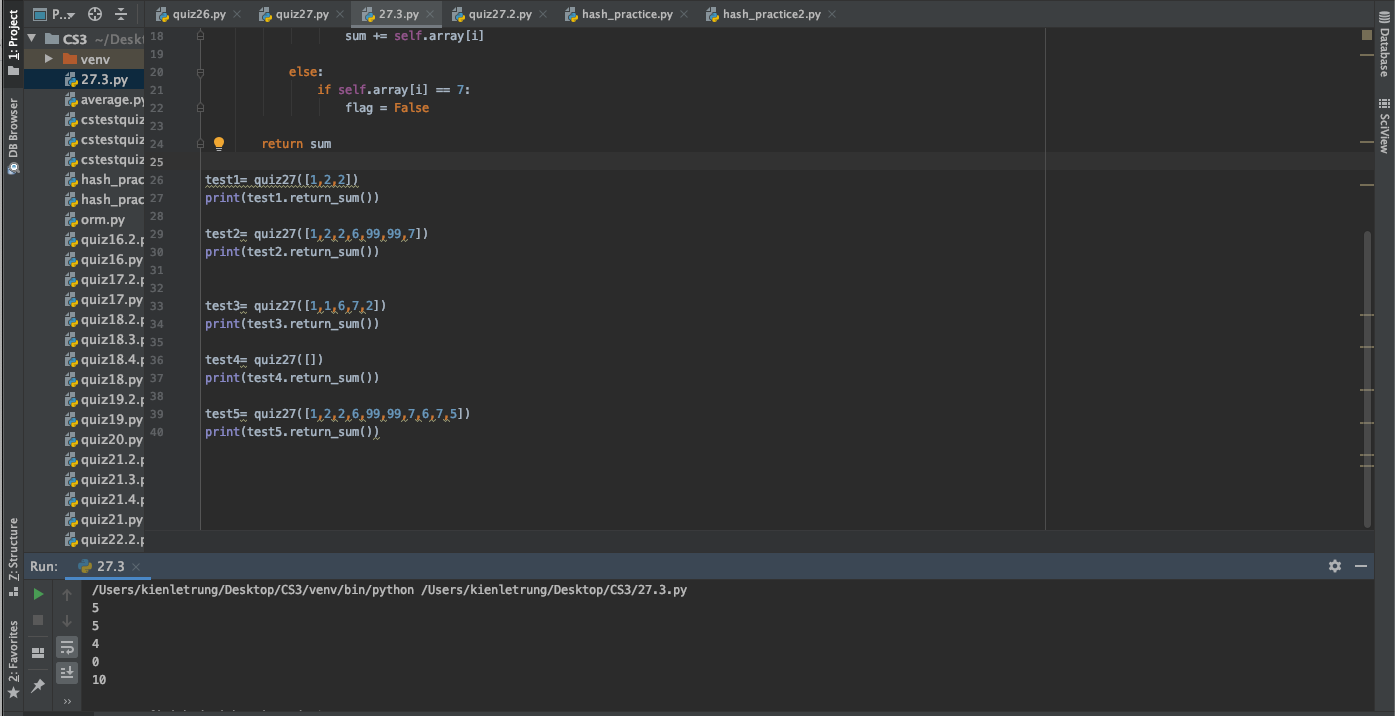 1: Project
DB Browser
Z: Structure
2: Favorites
P..
quiz26.py
quiz27.py
27.3.py
quiz27.2.py
hash_practice.py
hash_practice2.py
Database
SciView
CS3 ~/Deskt
venv
27.3.py
average.py
cstestquiz
cstestquiz
cstestquiz
hash_prac
hash_prac
orm.py
quiz16.2.p
quiz16.py
quiz17.2.p
quiz17.py
quiz18.2.p
quiz18.3.p
quiz18.4.p
quiz18.py
quiz19.2.p
quiz19.py
quiz20.py
quiz21.2.p
quiz21.3.p
quiz21.4.p
quiz21.py
quiz22.2.p
18 sum += self.array[i]
19
20 else:
21 if self.array[i] == 7:
22 flag = False
23
24 return sum
25
26 test1= quiz27([1,2,2])
27 print(test1.return_sum())
28
29 test2= quiz27([1,2,2,6,99,99,7])
30 print(test2.return_sum())
31
32
33 test3= quiz27([1,1,6,7,2])
34 print(test3.return_sum())
35
36 test4= quiz27([])
37 print(test4.return_sum())
38
39 test5= quiz27([1,2,2,6,99,99,7,6,7,5])
40 print(test5.return_sum())
Run: 27.3
/Users/kienletrung/Desktop/CS3/venv/bin/python /Users/kienletrung/Desktop/CS3/27.3.py
5
5
4
0
10